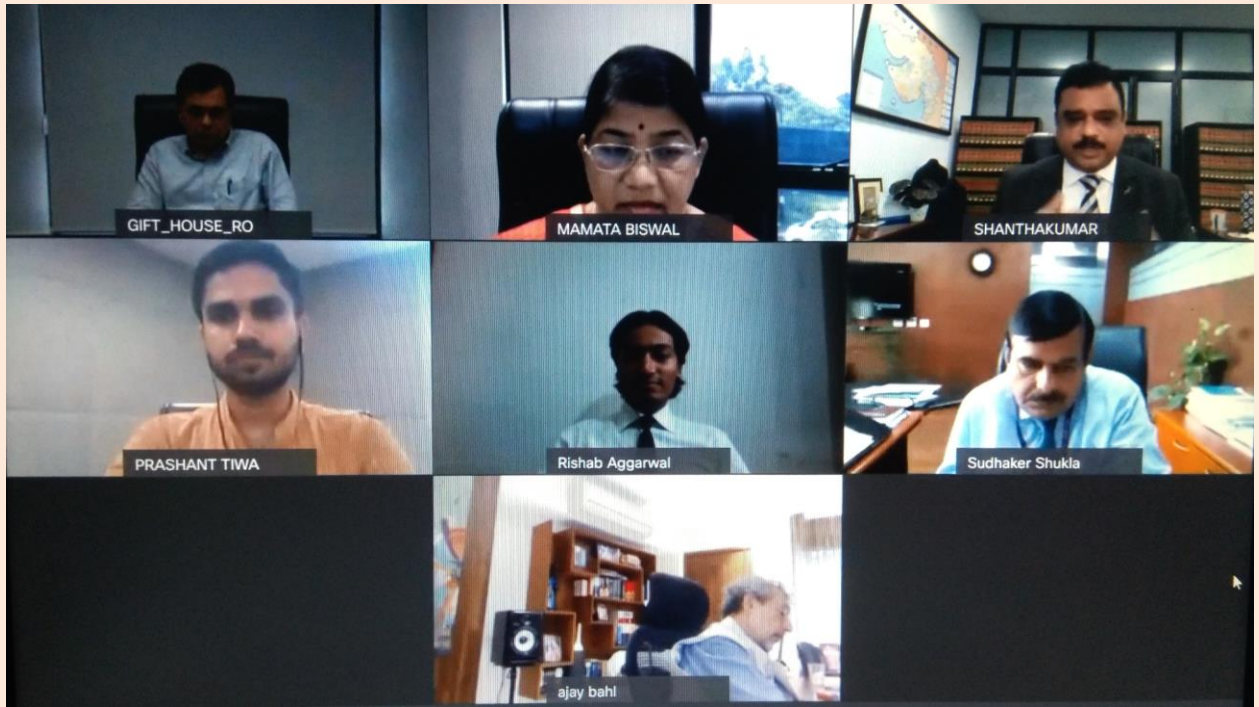 GIFT_HOUSE_RO
MAMATA BISWAL
SHANTHAKUMAR
PRASHANT TIWA
Rishab Aggarwal
Sudhaker Shukla
ajay bahl